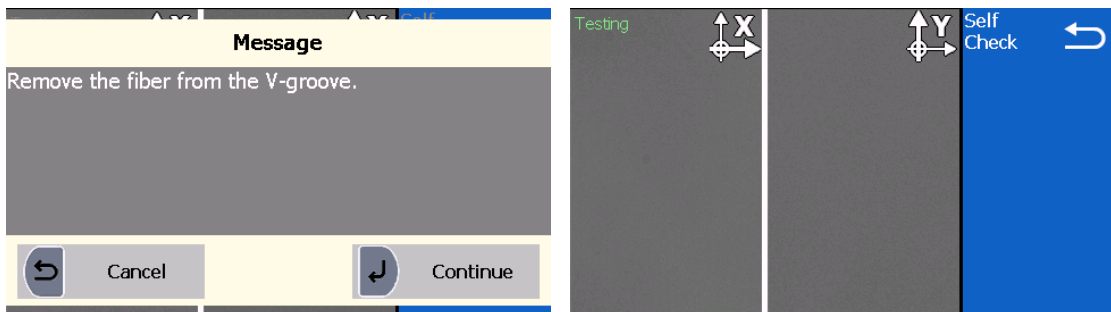 Message
Remove the fiber from the V-groove.
Cancel
Continue
Testing
X
Y
Self
Check